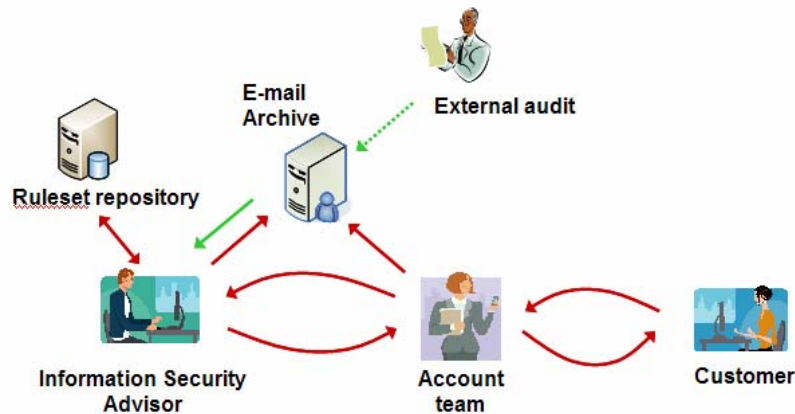 E-mail
Archive
External audit
Ruleset repository
Information Security
Advisor
Account
team
Customer